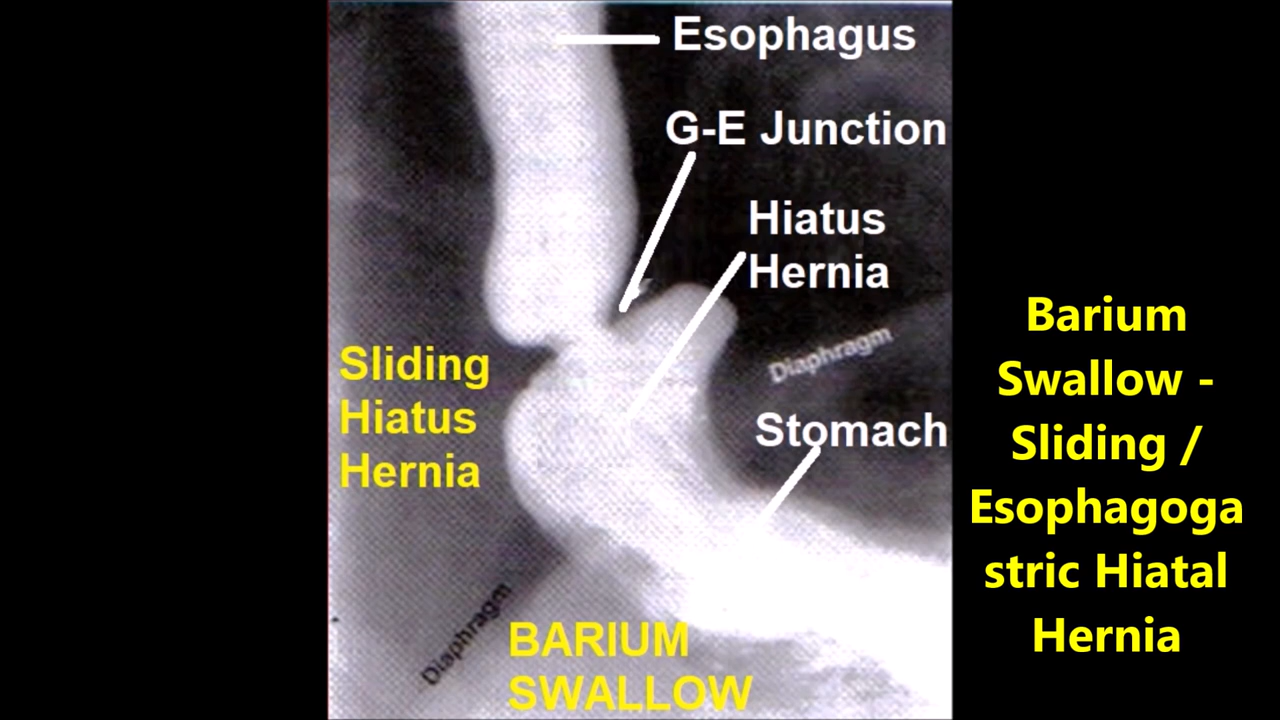 Esophagus
G-E Junction
Hiatus
Hernia
Diaphragm
Sliding
Hiatus
Hernia
Stomach
Diaphragm
BARIUM
SWALLOW
Barium
Swallow -
Sliding /
Esophagoga
stric Hiatal
Hernia